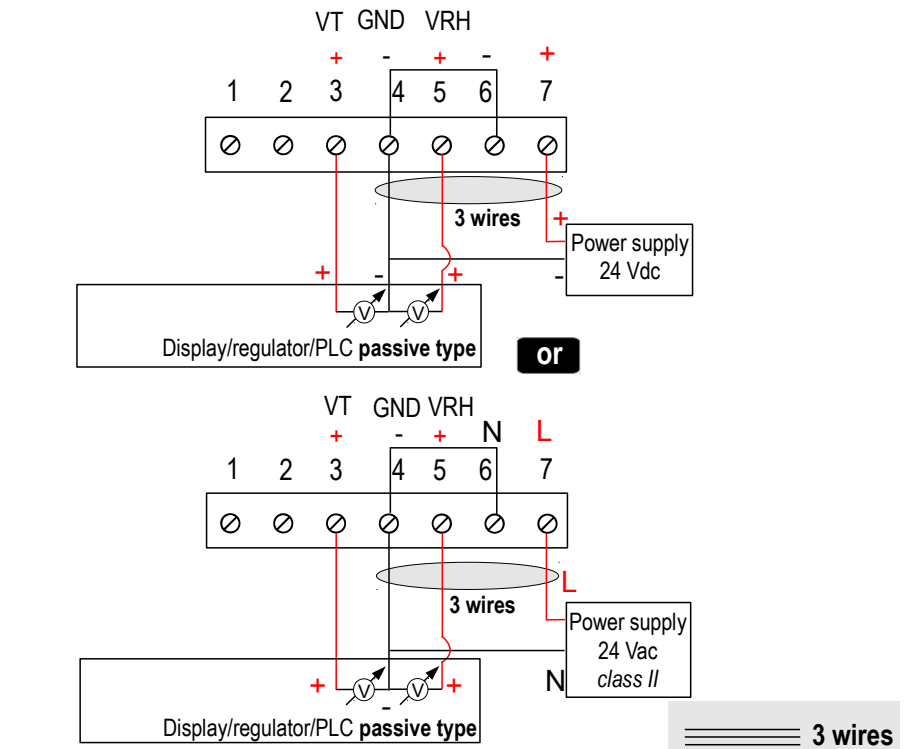 VT GND VRH
+ - + - +
1 2 3 4 5 6 7
3 wires
+
Power supply
24 Vdc
-
+ - +
V V
Display/regulator/PLC passive type
or
VT GND VRH N L
+ - +
1 2 3 4 5 6 7
L
3 wires
Power supply
24 Vac
class II
N
+ - +
V V
Display/regulator/PLC passive type
3 wires